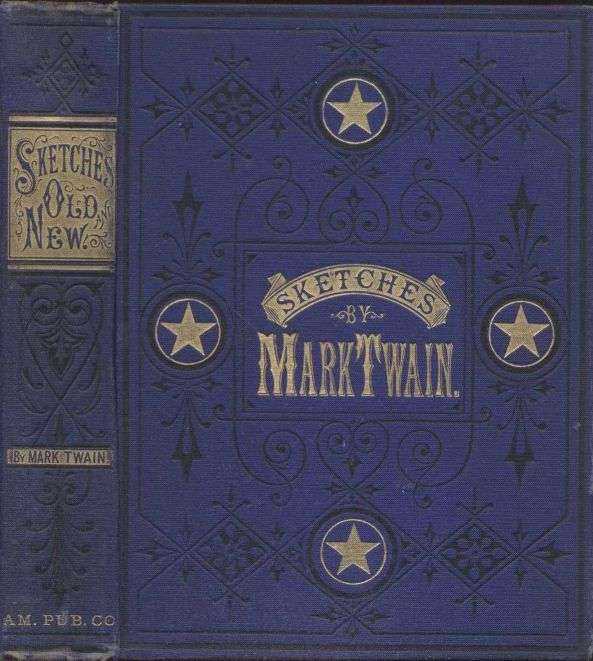 SKETCHES
OLD AND
NEW.
BY MARK TWAIN
AM. PUB. CO
SKETCHES
BY
MARK TWAIN.